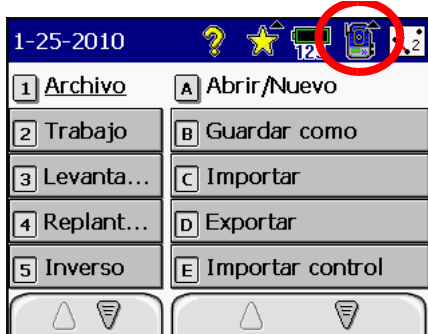 1-25-2010 ? 123 2
1 Archivo A Abrir/Nuevo
2 Trabajo B Guardar como
3 Levanta... C Importar
4 Replant... D Exportar
5 Inverso E Importar control